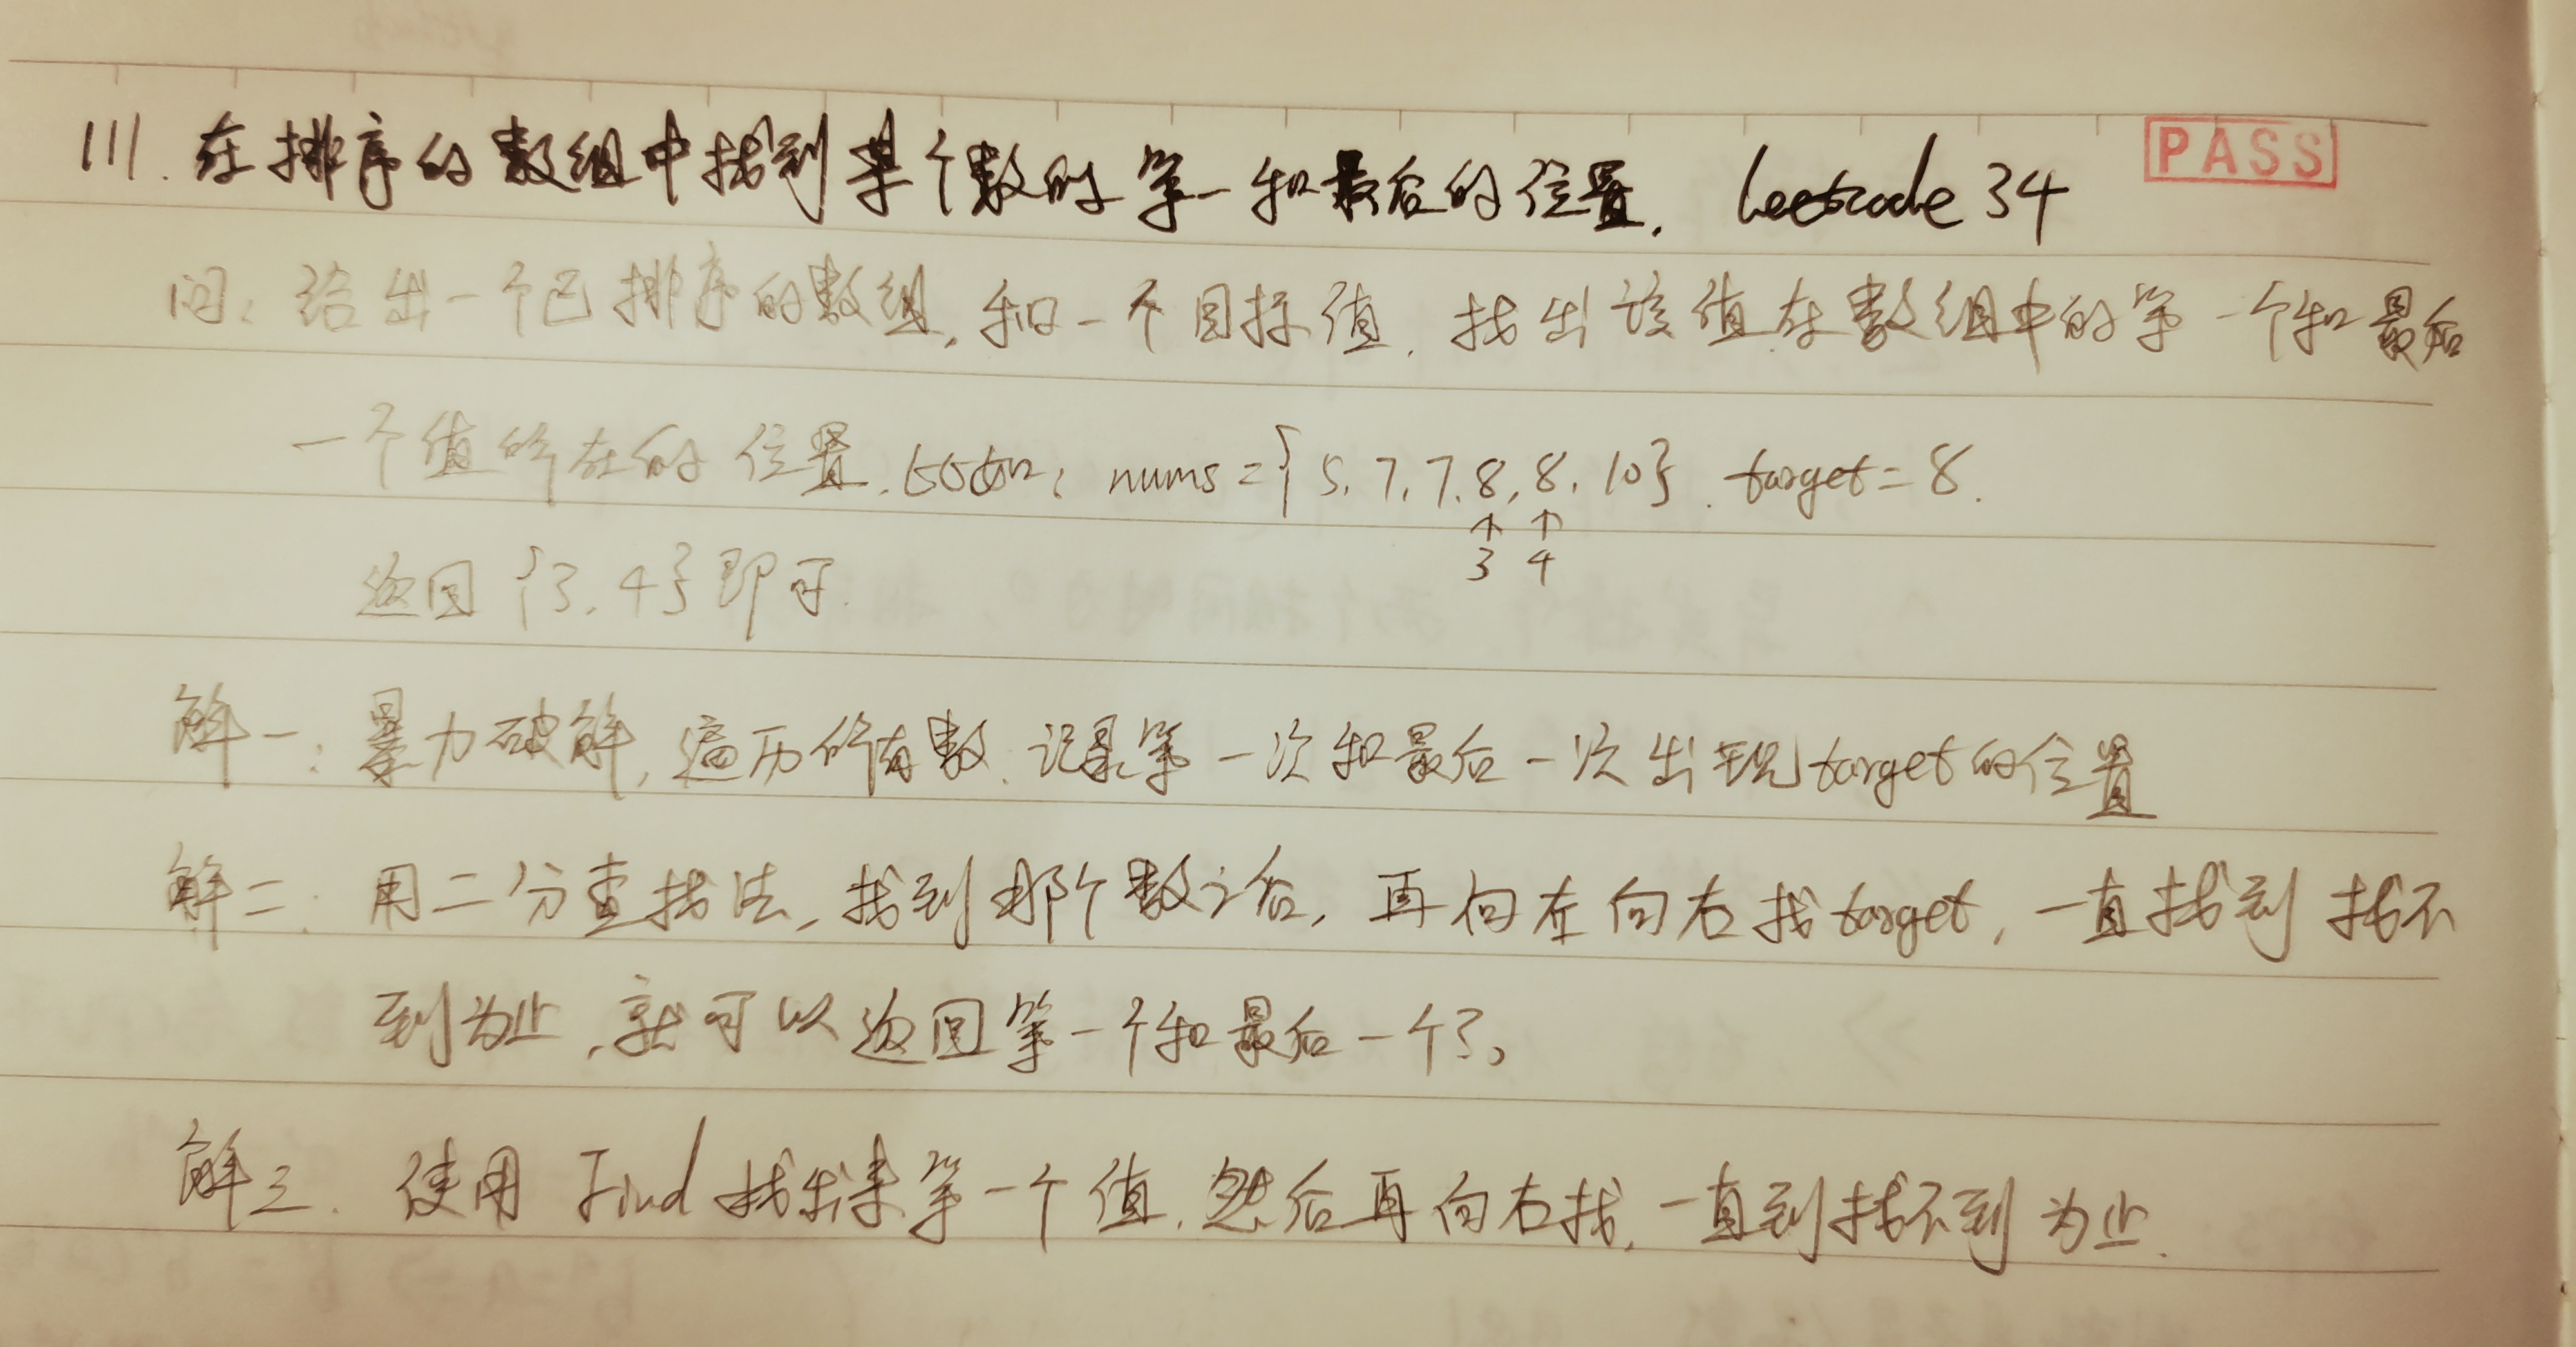 111. 在排序的数组中找到某个数的第一和最后的位置. leetcode 34
PASS
问: 给出一个已排序的数组, 和一个目标值. 找出该值在数组中的第一个和最后
一个值所在的位置. 比如: nums = {5, 7, 7, 8, 8, 10}. target = 8.
↑ ↑
3 4
返回 {3, 4} 即可.
解一: 暴力破解, 遍历所有数. 记录第一次和最后一次出现target的位置
解二: 用二分查找法, 找到那个数之后, 再向左向右找target, 一直找到找不
到为止, 就可以返回第一个和最后一个了。
解三. 使用 Find 找出来第一个值. 然后再向右找, 一直到找不到为止.